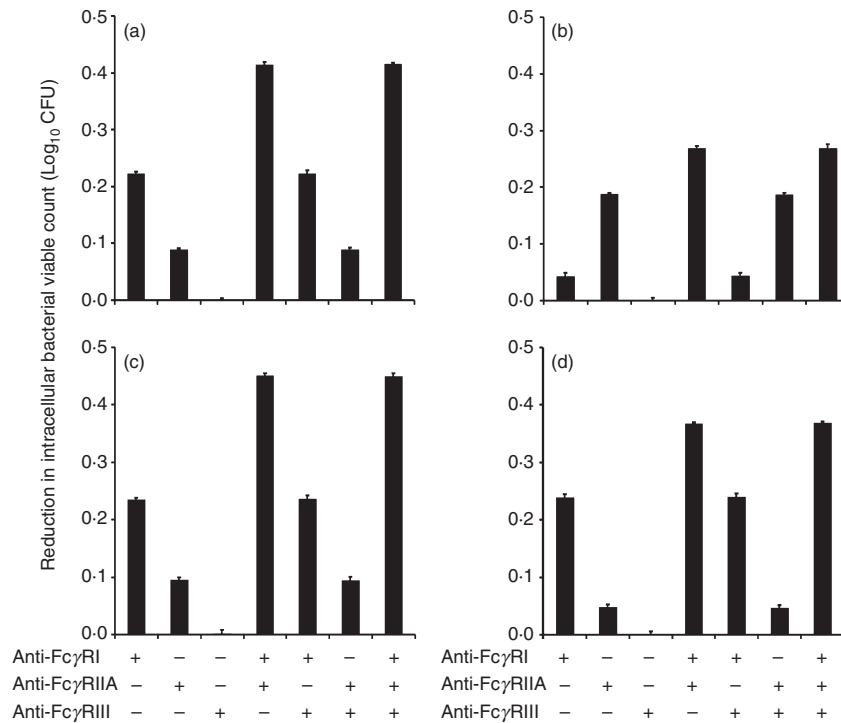 Reduction in intracellular bacterial viable count (Log10 CFU)
(a)
0·5
0·4
0·3
0·2
0·1
0·0
(b)
0·5
0·4
0·3
0·2
0·1
0·0
(c)
0·5
0·4
0·3
0·2
0·1
0·0
(d)
0·5
0·4
0·3
0·2
0·1
0·0
Anti-FcγRI + – – + + – +
Anti-FcγRIIA – + – + – + +
Anti-FcγRIII – – + – + + +
Anti-FcγRI + – – + + – +
Anti-FcγRIIA – + – + – + +
Anti-FcγRIII – – + – + + +